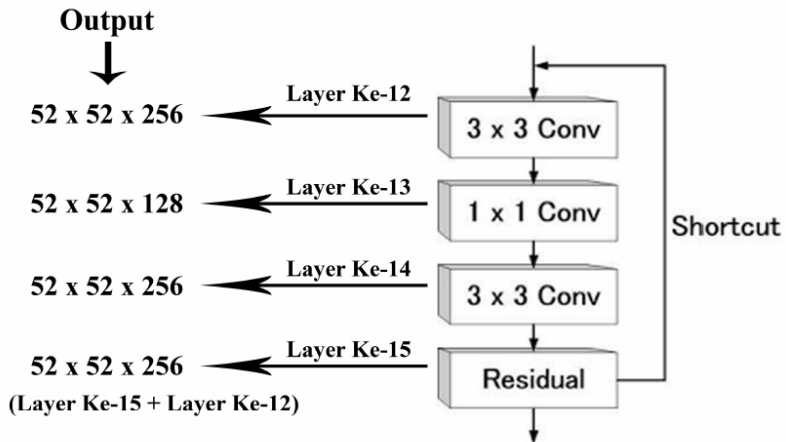 Output
52 x 52 x 256
Layer Ke-12
3 x 3 Conv
52 x 52 x 128
Layer Ke-13
1 x 1 Conv
Shortcut
52 x 52 x 256
Layer Ke-14
3 x 3 Conv
52 x 52 x 256
Layer Ke-15
Residual
(Layer Ke-15 + Layer Ke-12)